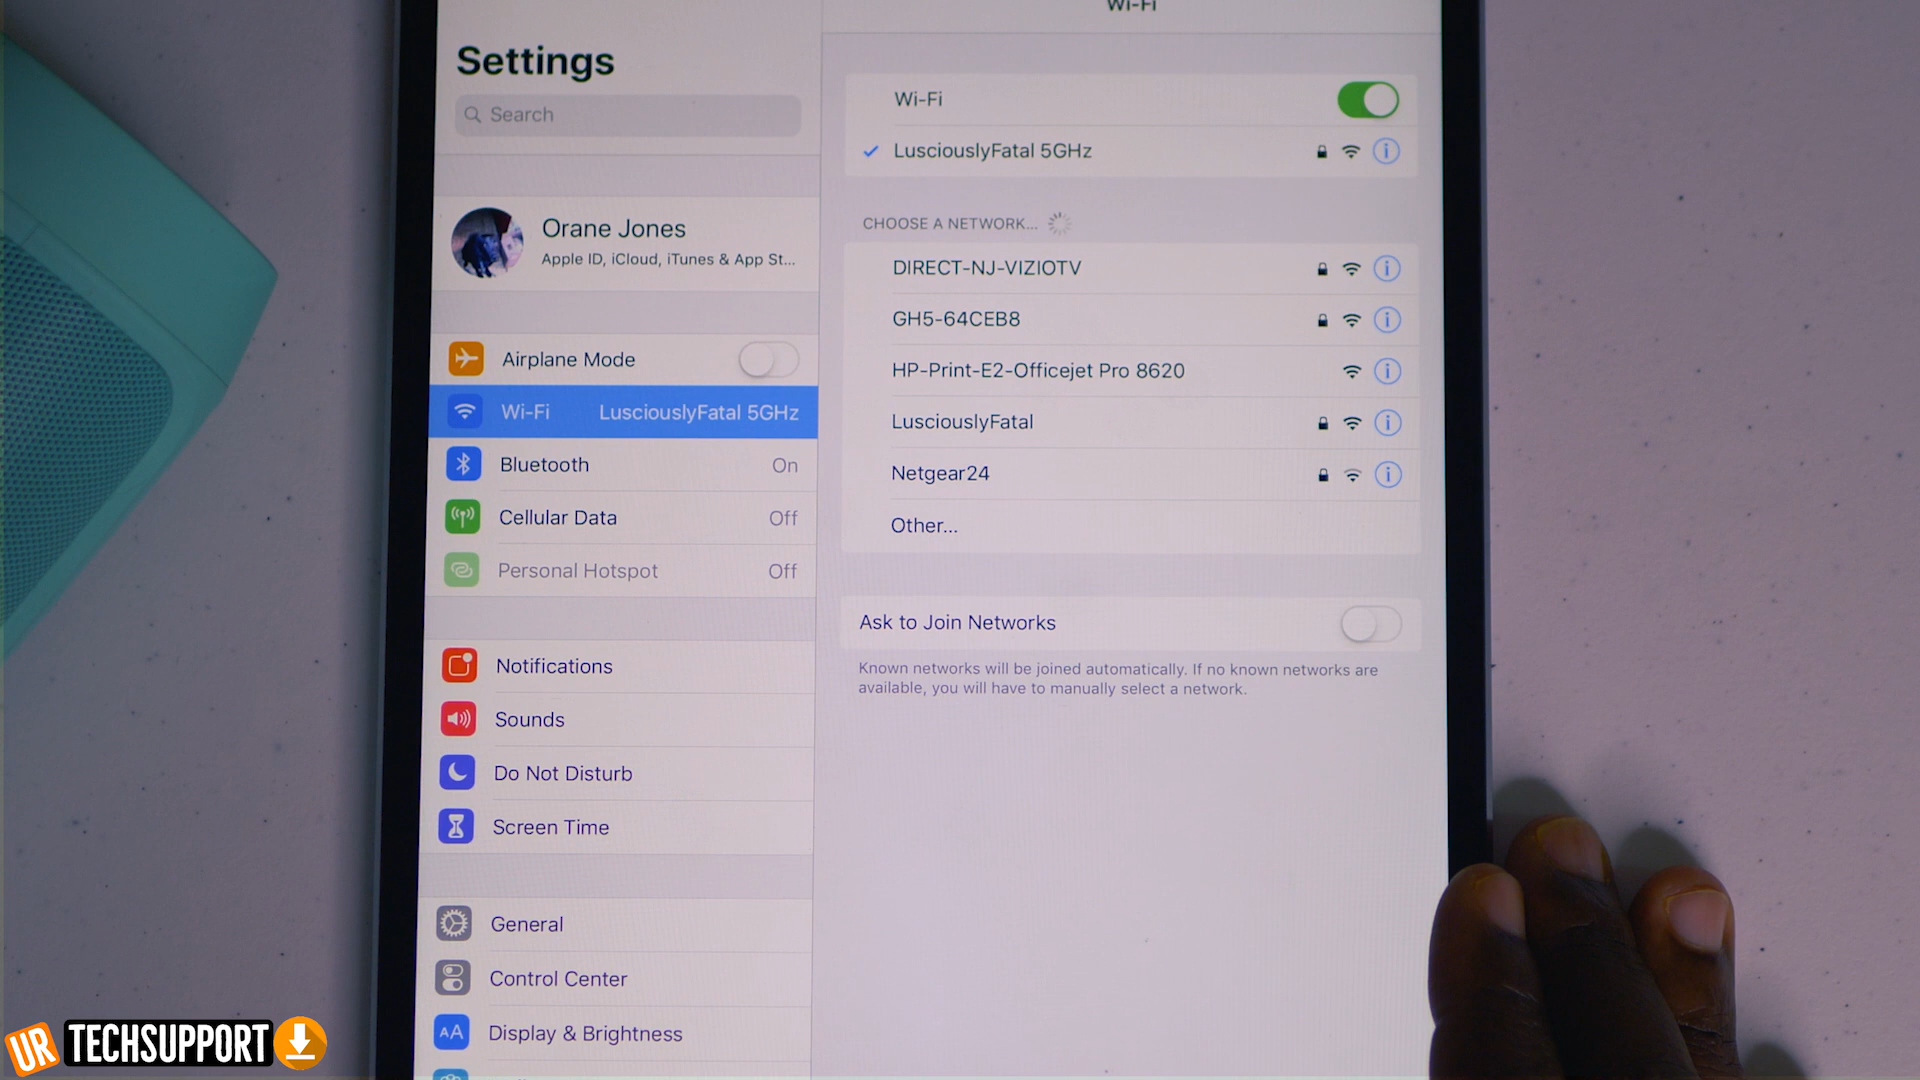 Wi-Fi
Settings
Search
Orane Jones
Apple ID, iCloud, iTunes & App St...
Airplane Mode
Wi-Fi LusciouslyFatal 5GHz
Bluetooth On
Cellular Data Off
Personal Hotspot Off
Notifications
Sounds
Do Not Disturb
Screen Time
General
Control Center
AA Display & Brightness
Wi-Fi
LusciouslyFatal 5GHz
CHOOSE A NETWORK...
DIRECT-NJ-VIZIOTV
GH5-64CEB8
HP-Print-E2-Officejet Pro 8620
LusciouslyFatal
Netgear24
Other...
Ask to Join Networks
Known networks will be joined automatically. If no known networks are
available, you will have to manually select a network.
UR TECHSUPPORT